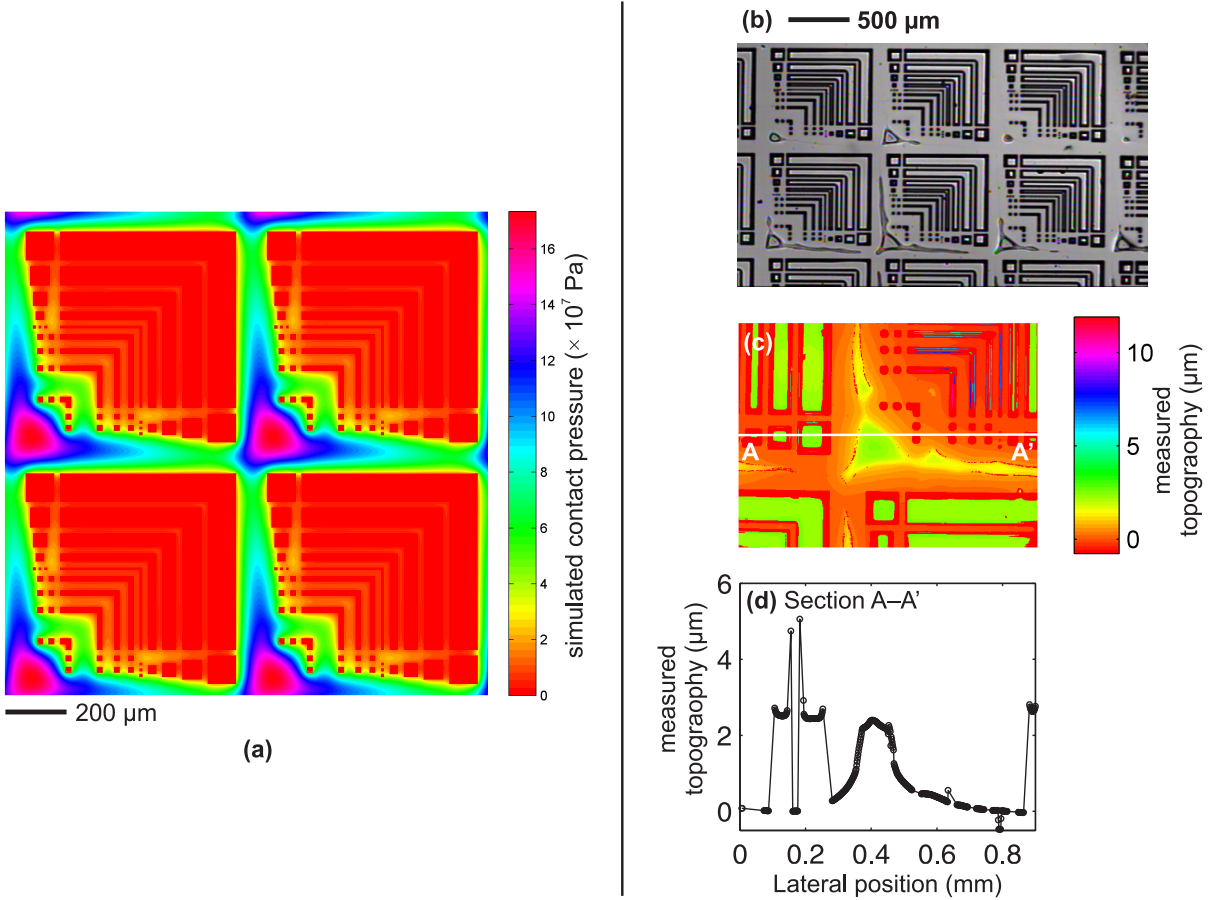 (b) 500 µm
simulated contact pressure (× 10⁷ Pa)
16
14
12
10
8
6
4
2
0
200 µm
(a)
(c)
A A’
measured
topograophy (µm)
10
5
0
(d) Section A–A’
measured
topograophy (µm)
6
4
2
0
0 0.2 0.4 0.6 0.8
Lateral position (mm)